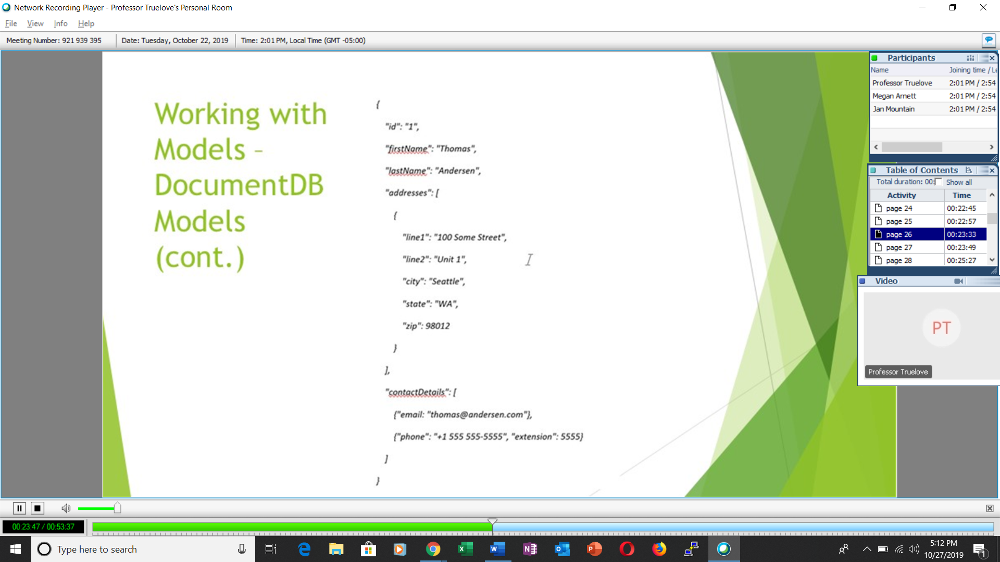 Network Recording Player - Professor Truelove's Personal Room
File View Info Help
Meeting Number: 921 939 395 Date: Tuesday, October 22, 2019 Time: 2:01 PM, Local Time (GMT -05:00)
Working with
Models -
DocumentDB
Models
(cont.)
{
"id": "1",
"firstName": "Thomas",
"lastName": "Andersen",
"addresses": [
{
"line1": "100 Some Street",
"line2": "Unit 1",
"city": "Seattle",
"state": "WA",
"zip": 98012
}
],
"contactDetails": [
{"email: "thomas@andersen.com"},
{"phone": "+1 555 555-5555", "extension": 5555}
]
}
Participants
Name Joining time / Le
Professor Truelove 2:01 PM / 2:54
Megan Arnett 2:01 PM / 2:54
Jan Mountain 2:01 PM / 2:54
Table of Contents
Total duration: 00: Show all
Activity Time
page 24 00:22:45
page 25 00:22:57
page 26 00:23:33
page 27 00:23:49
page 28 00:25:27
Video
PT
Professor Truelove
00:23:47 / 00:53:37
Type here to search
5:12 PM
10/27/2019
1